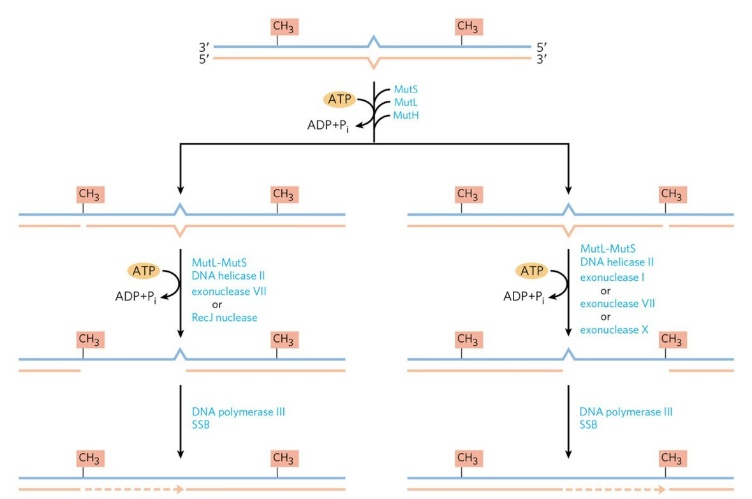 CH3 CH3
3′ 5′
5′ 3′
ATP MutS
MutL
ADP+Pi MutH
CH3 CH3 CH3 CH3
MutL-MutS
ATP DNA helicase II
exonuclease VII
ADP+Pi or
RecJ nuclease
MutL-MutS
ATP DNA helicase II
exonuclease I
ADP+Pi or
exonuclease VII
or
exonuclease X
CH3 CH3 CH3 CH3
DNA polymerase III
SSB
DNA polymerase III
SSB
CH3 CH3 CH3 CH3